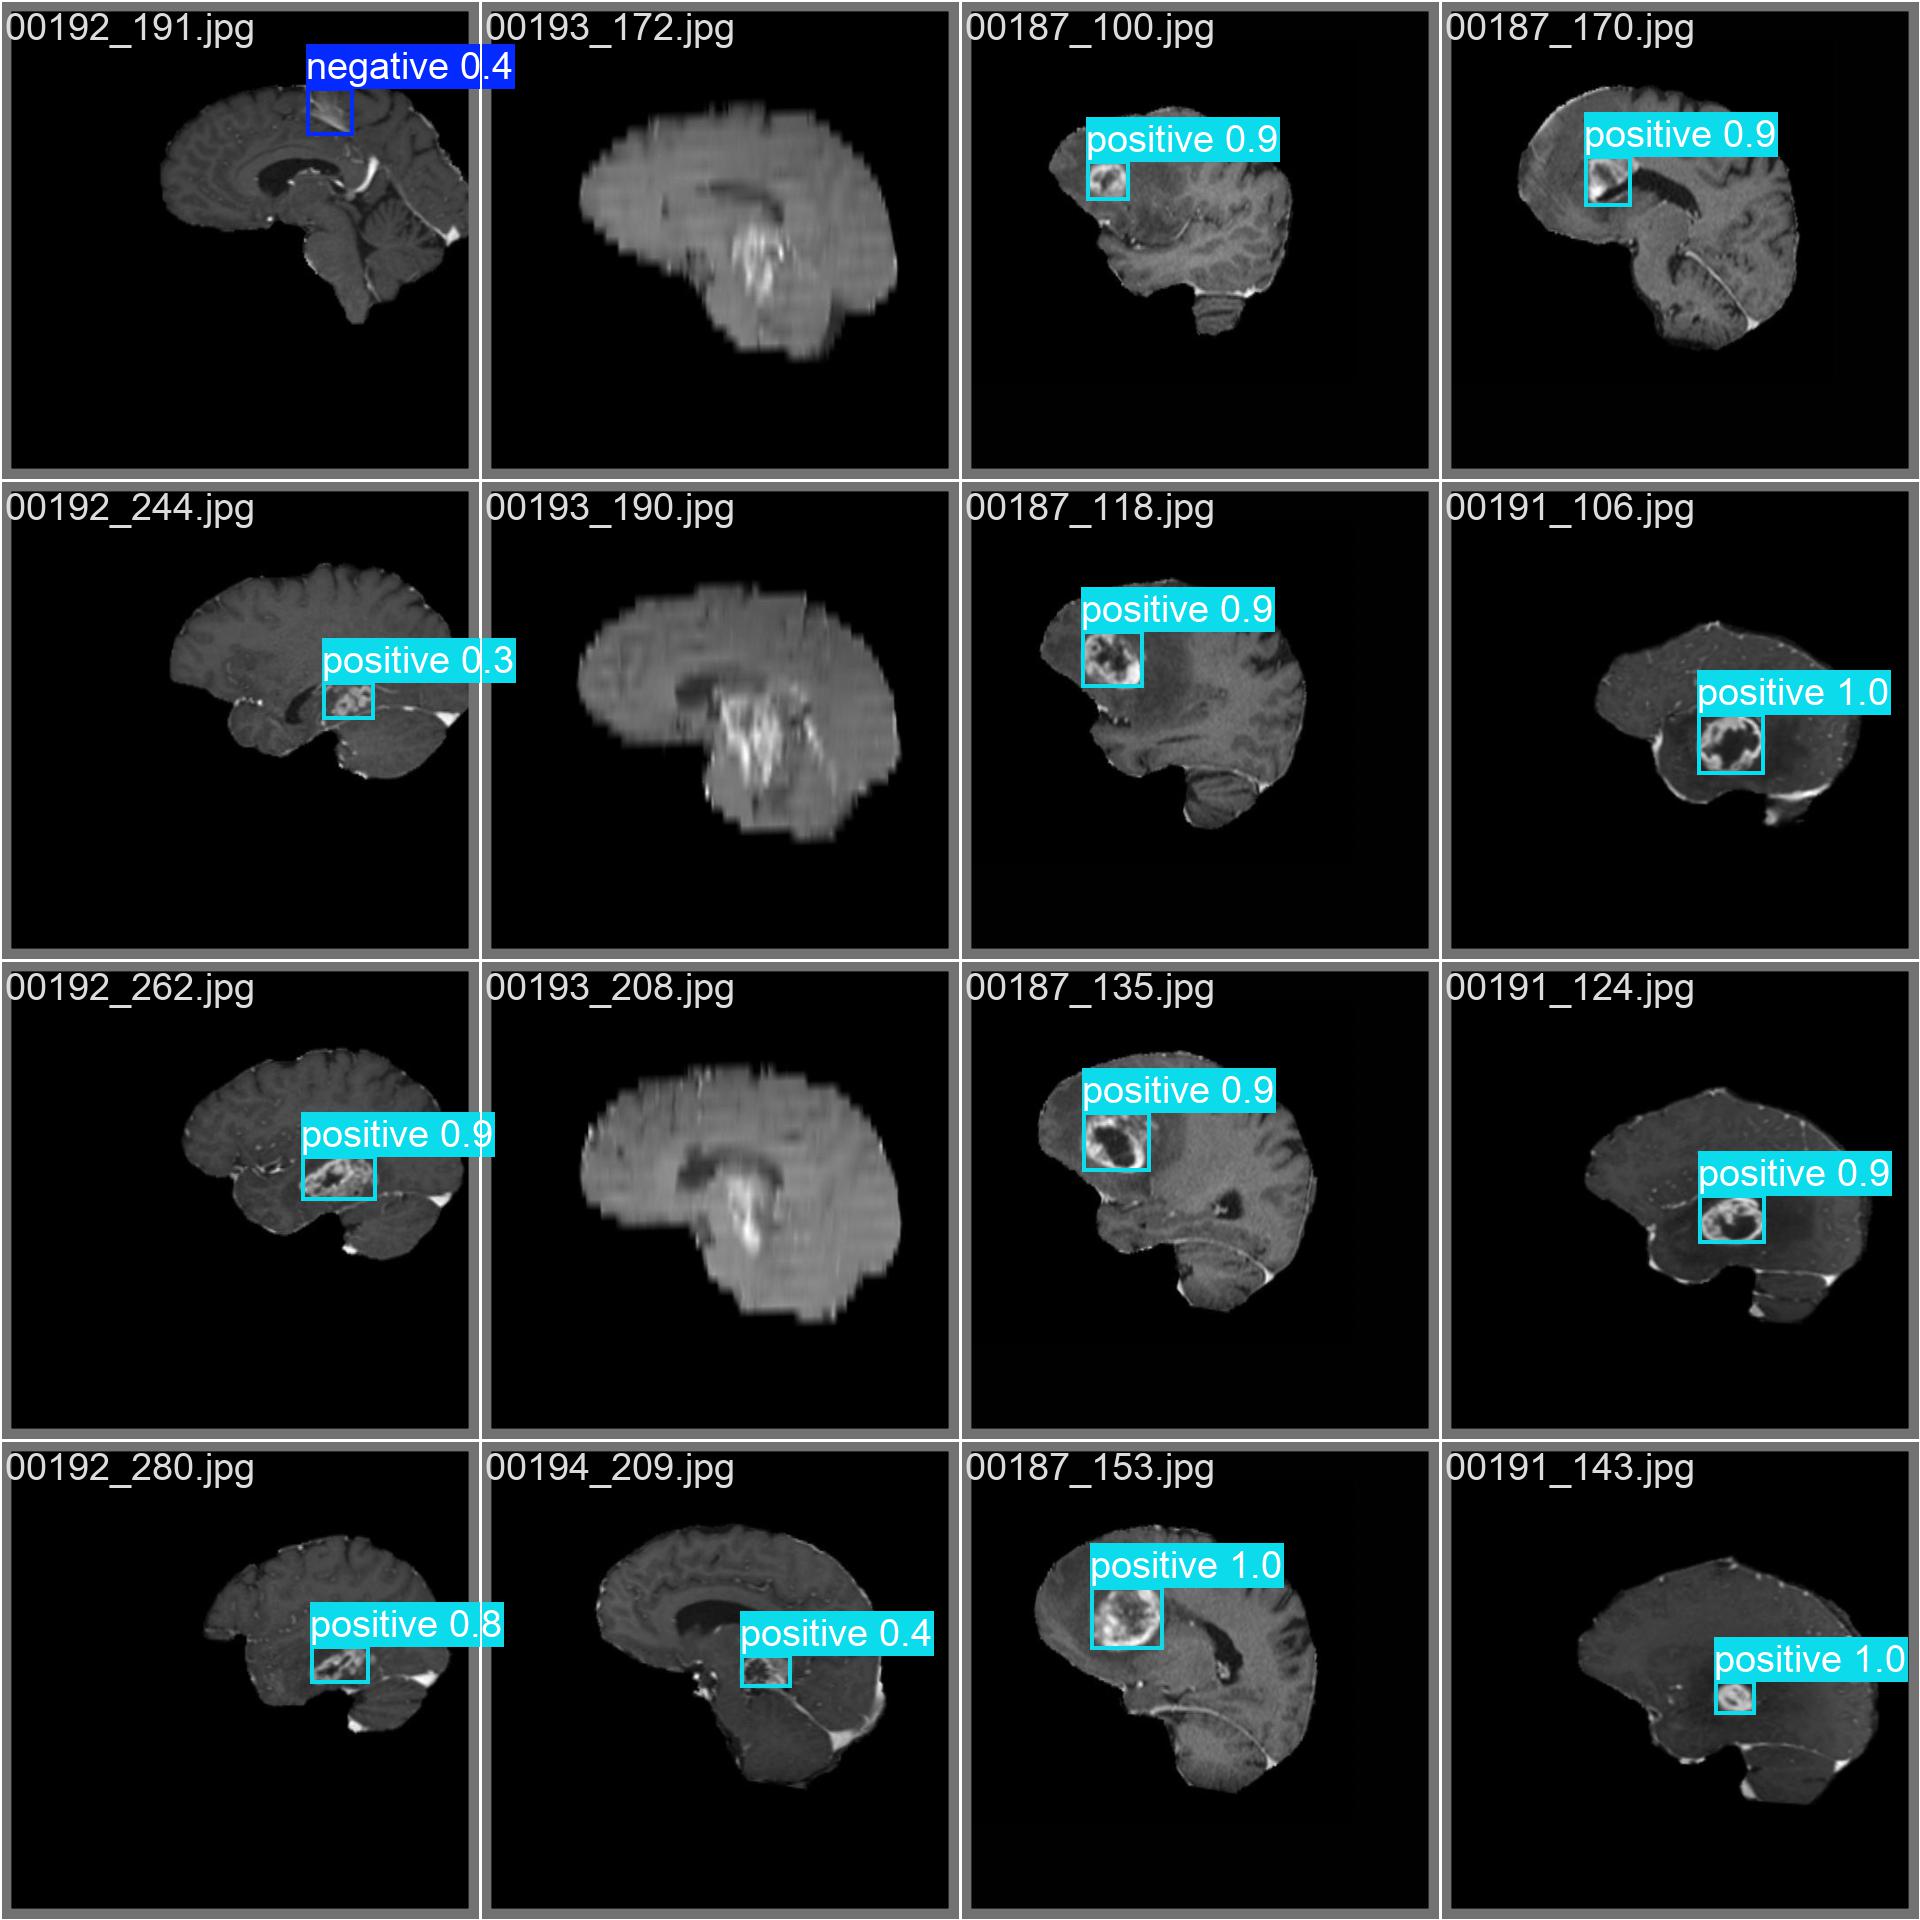 00192_191.jpg
negative 0.4
00193_172.jpg
00187_100.jpg
positive 0.9
00187_170.jpg
positive 0.9
00192_244.jpg
positive 0.3
00193_190.jpg
00187_118.jpg
positive 0.9
00191_106.jpg
positive 1.0
00192_262.jpg
positive 0.9
00193_208.jpg
00187_135.jpg
positive 0.9
00191_124.jpg
positive 0.9
00192_280.jpg
positive 0.8
00194_209.jpg
positive 0.4
00187_153.jpg
positive 1.0
00191_143.jpg
positive 1.0